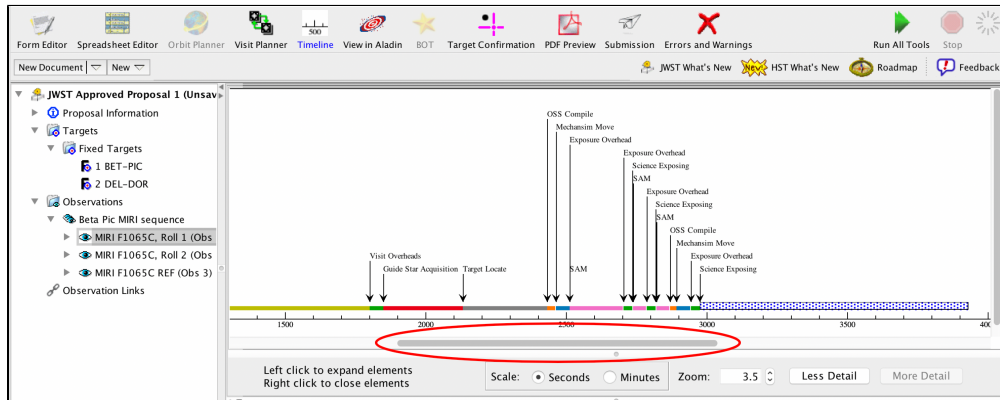 500
Form Editor Spreadsheet Editor Orbit Planner Visit Planner Timeline View in Aladin BOT Target Confirmation PDF Preview Submission Errors and Warnings Run All Tools Stop
New Document New JWST What's New New HST What's New Roadmap Feedback
JWST Approved Proposal 1 (Unsav
Proposal Information
Targets
Fixed Targets
1 BET-PIC
2 DEL-DOR
Observations
Beta Pic MIRI sequence
MIRI F1065C, Roll 1 (Obs
MIRI F1065C, Roll 2 (Obs
MIRI F1065C REF (Obs 3)
Observation Links
OSS Compile
Mechansim Move
Exposure Overhead
Exposure Overhead
Science Exposing
SAM
Exposure Overhead
Science Exposing
SAM
OSS Compile
Mechansim Move
Visit Overheads Exposure Overhead
Guide Star Acquisition Target Locate SAM Science Exposing
1500 2000 2500 3000 3500 400
Left click to expand elements
Right click to close elements
Scale: Seconds Minutes Zoom: 3.5 Less Detail More Detail